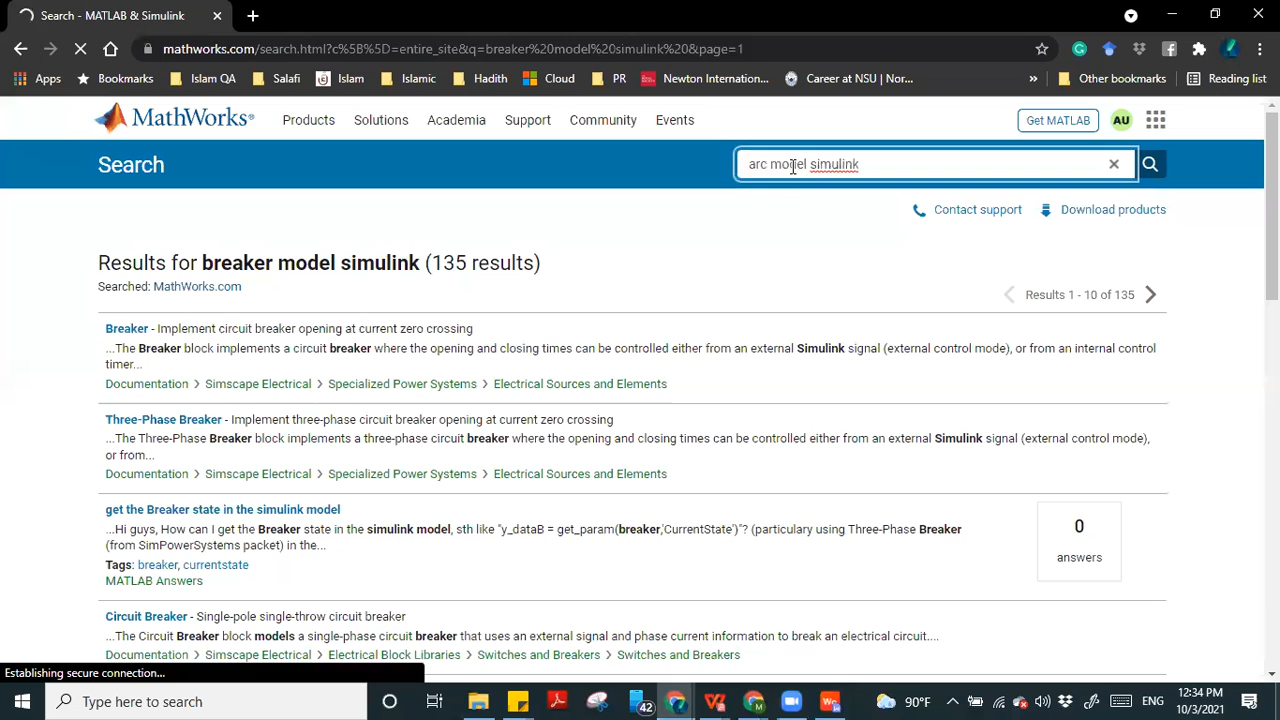 Search - MATLAB & Simulink
mathworks.com/search.html?c%5B%5D=entire_site&q=breaker%20model%20simulink%20&page=1
Apps Bookmarks Islam QA Salafi Islam Islamic Hadith Cloud PR Newton Internation... Career at NSU | Nor... » Other bookmarks Reading list
MathWorks® Products Solutions Academia Support Community Events Get MATLAB AU
Search arc model simulink
Contact support Download products
Results for breaker model simulink (135 results)
Searched: MathWorks.com
Results 1 - 10 of 135
Breaker - Implement circuit breaker opening at current zero crossing
...The Breaker block implements a circuit breaker where the opening and closing times can be controlled either from an external Simulink signal (external control mode), or from an internal control
timer...
Documentation > Simscape Electrical > Specialized Power Systems > Electrical Sources and Elements
Three-Phase Breaker - Implement three-phase circuit breaker opening at current zero crossing
...The Three-Phase Breaker block implements a three-phase circuit breaker where the opening and closing times can be controlled either from an external Simulink signal (external control mode),
or from...
Documentation > Simscape Electrical > Specialized Power Systems > Electrical Sources and Elements
get the Breaker state in the simulink model
...Hi guys, How can I get the Breaker state in the simulink model, sth like "y_dataB = get_param(breaker,'CurrentState')"? (particulary using Three-Phase Breaker
(from SimPowerSystems packet) in the...
Tags: breaker, currentstate
MATLAB Answers
0
answers
Circuit Breaker - Single-pole single-throw circuit breaker
...The Circuit Breaker block models a single-phase circuit breaker that uses an external signal and phase current information to break an electrical circuit....
Documentation > Simscape Electrical > Electrical Block Libraries > Switches and Breakers > Switches and Breakers
Establishing secure connection...
Type here to search 42 90°F ENG 12:34 PM
10/3/2021